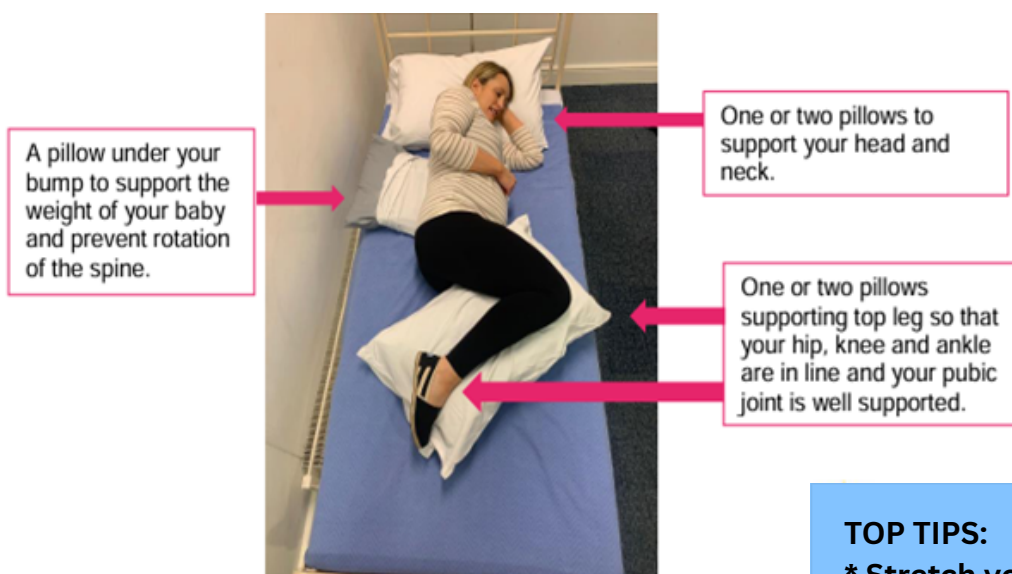 A pillow under your
bump to support the
weight of your baby
and prevent rotation
of the spine.
One or two pillows to
support your head and
neck.
One or two pillows
supporting top leg so that
your hip, knee and ankle
are in line and your pubic
joint is well supported.
TOP TIPS:
* Stretch